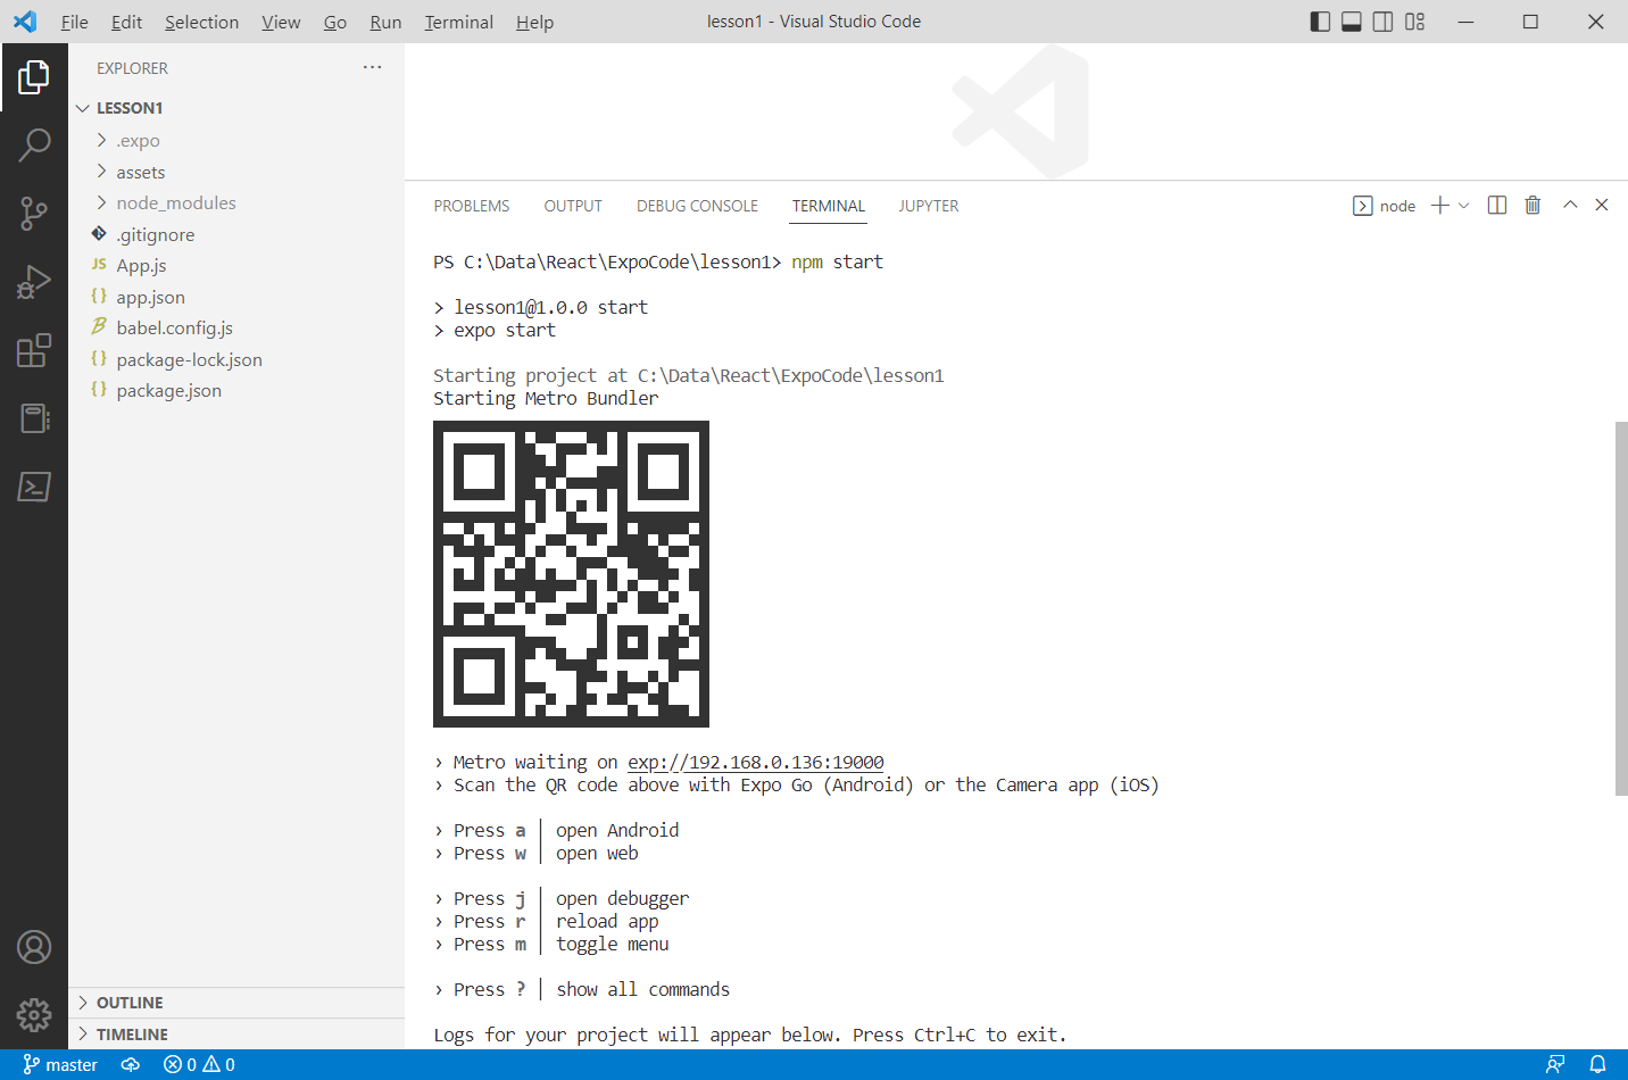 File Edit Selection View Go Run Terminal Help lesson1 - Visual Studio Code
EXPLORER ...
LESSON1
.expo
assets
node_modules
.gitignore
JS App.js
{} app.json
B babel.config.js
{} package-lock.json
{} package.json
OUTLINE
TIMELINE
PROBLEMS OUTPUT DEBUG CONSOLE TERMINAL JUPYTER node
PS C:\Data\React\ExpoCode\lesson1> npm start
> lesson1@1.0.0 start
> expo start
Starting project at C:\Data\React\ExpoCode\lesson1
Starting Metro Bundler
› Metro waiting on exp://192.168.0.136:19000
› Scan the QR code above with Expo Go (Android) or the Camera app (iOS)
› Press a │ open Android
› Press w │ open web
› Press j │ open debugger
› Press r │ reload app
› Press m │ toggle menu
› Press ? │ show all commands
Logs for your project will appear below. Press Ctrl+C to exit.
master 0 0